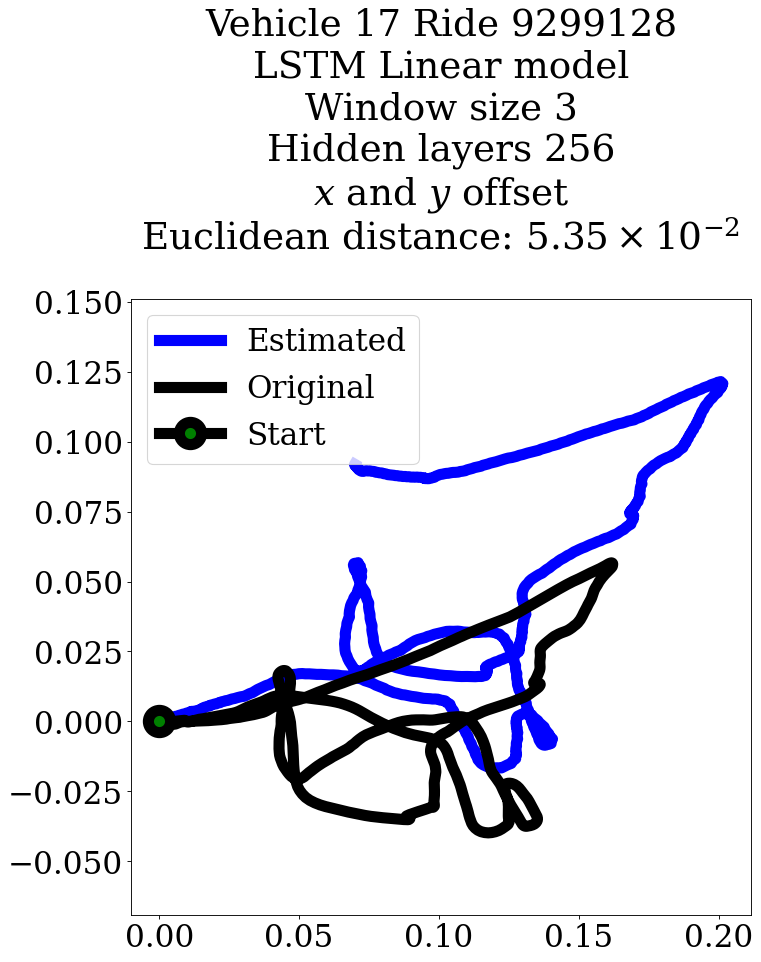 Vehicle 17 Ride 9299128
LSTM Linear model
Window size 3
Hidden layers 256
x and y offset
Euclidean distance: 5.35 × 10⁻²
0.150
0.125
0.100
0.075
0.050
0.025
0.000
−0.025
−0.050
Estimated
Original
Start
0.00 0.05 0.10 0.15 0.20